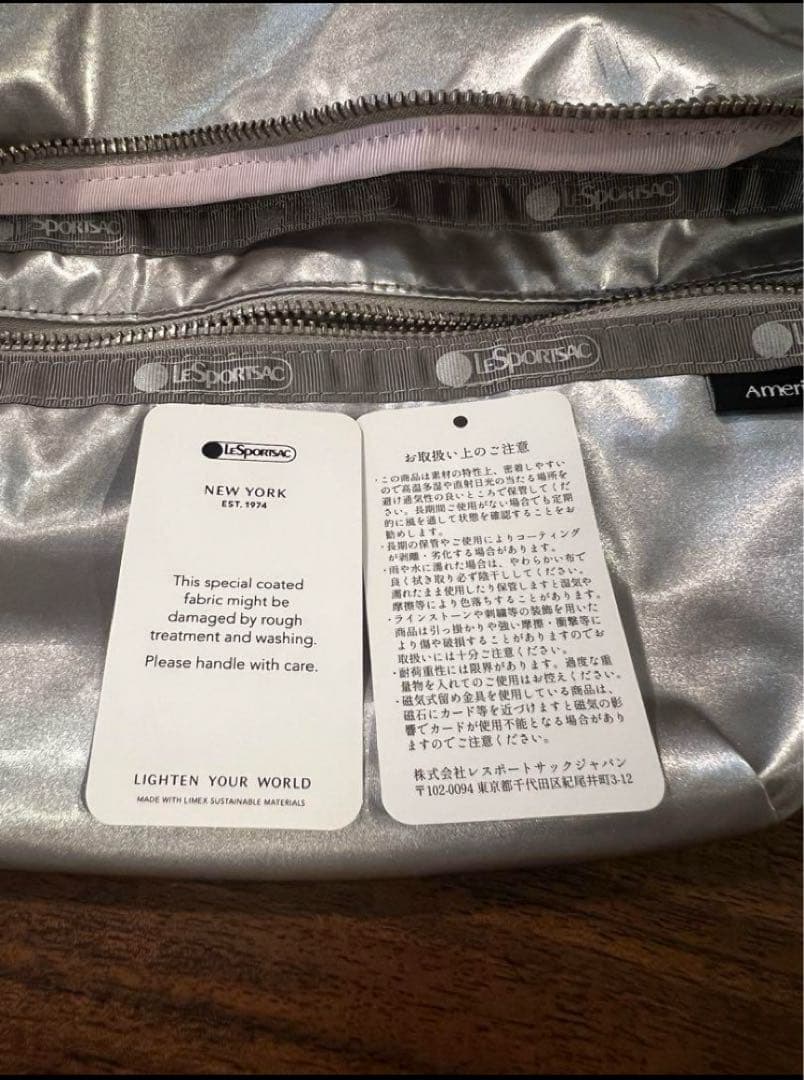 LESPORTSAC
SPORTSAC
LESPORTSAC
LESPORTSAC
Ameri
LESPORTSAC
NEW YORK
EST. 1974
This special coated
fabric might be
damaged by rough
treatment and washing.
Please handle with care.
LIGHTEN YOUR WORLD
MADE WITH LIMEX SUSTAINABLE MATERIALS
お取扱い上のご注意
・この商品は素材の特性上、密着しやすい
ので高温多湿や直射日光の当たる場所を
避け通気性の良いところで保管してくだ
さい。長期間ご使用がない場合でも定期
的に風を通して状態を確認することをお
勧めします。
・長期の保管やご使用によりコーティング
が剥離・劣化する場合があります。
・雨や水に濡れた場合は、やわらかい布で
良く拭き取り必ず陰干ししてください。
濡れたまま使用したり保管しますと湿気や
摩擦等により色落ちすることがあります。
・ラインストーンや刺繍等の装飾を用いた
商品は引っ掛かりや強い摩擦・衝撃等に
より傷や破損することがありますのでお
取扱いには十分ご注意ください。
・耐荷重性には限界があります。過度な重
量物を入れてのご使用はお控えください。
・磁気式留め金具を使用している商品は、
磁石にカード等を近づけますと磁気の影
響でカードが使用不能となる場合があり
ますのでご注意ください。
株式会社レスポートサックジャパン
〒102-0094 東京都千代田区紀尾井町3-12